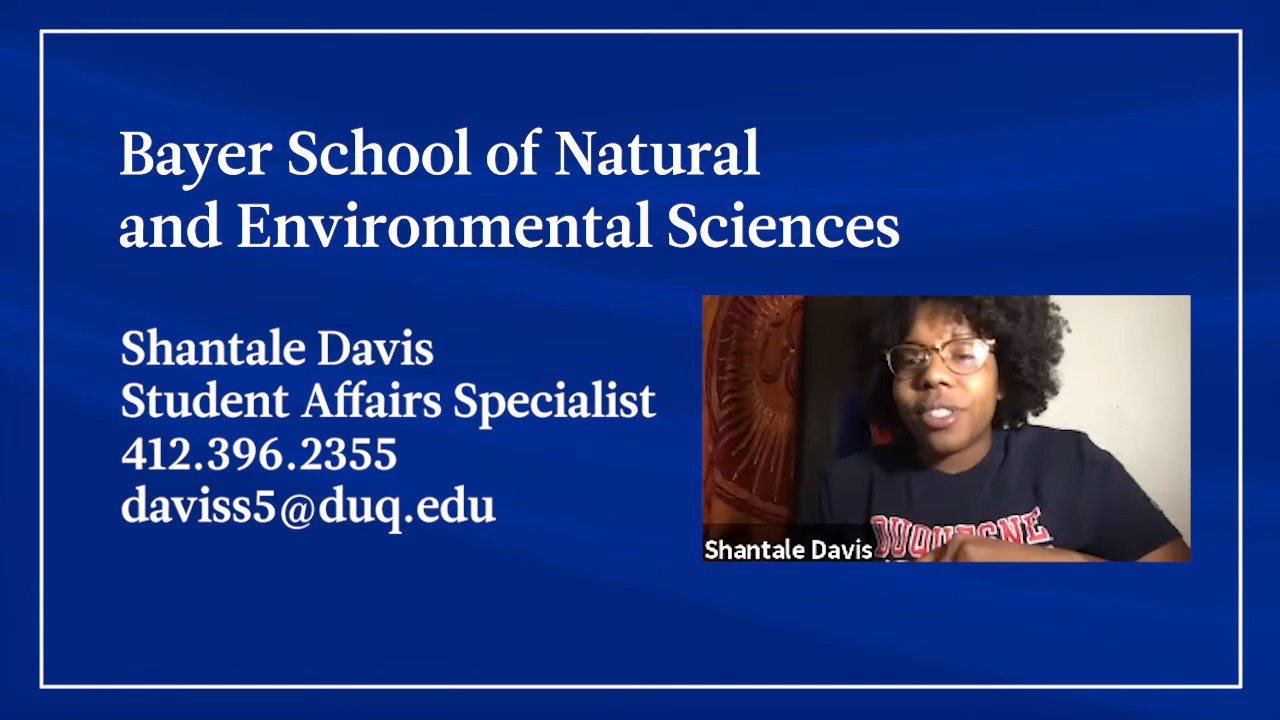 Bayer School of Natural
and Environmental Sciences
Shantale Davis
Student Affairs Specialist
412.396.2355
daviss5@duq.edu
DUQUESNE
Shantale Davis